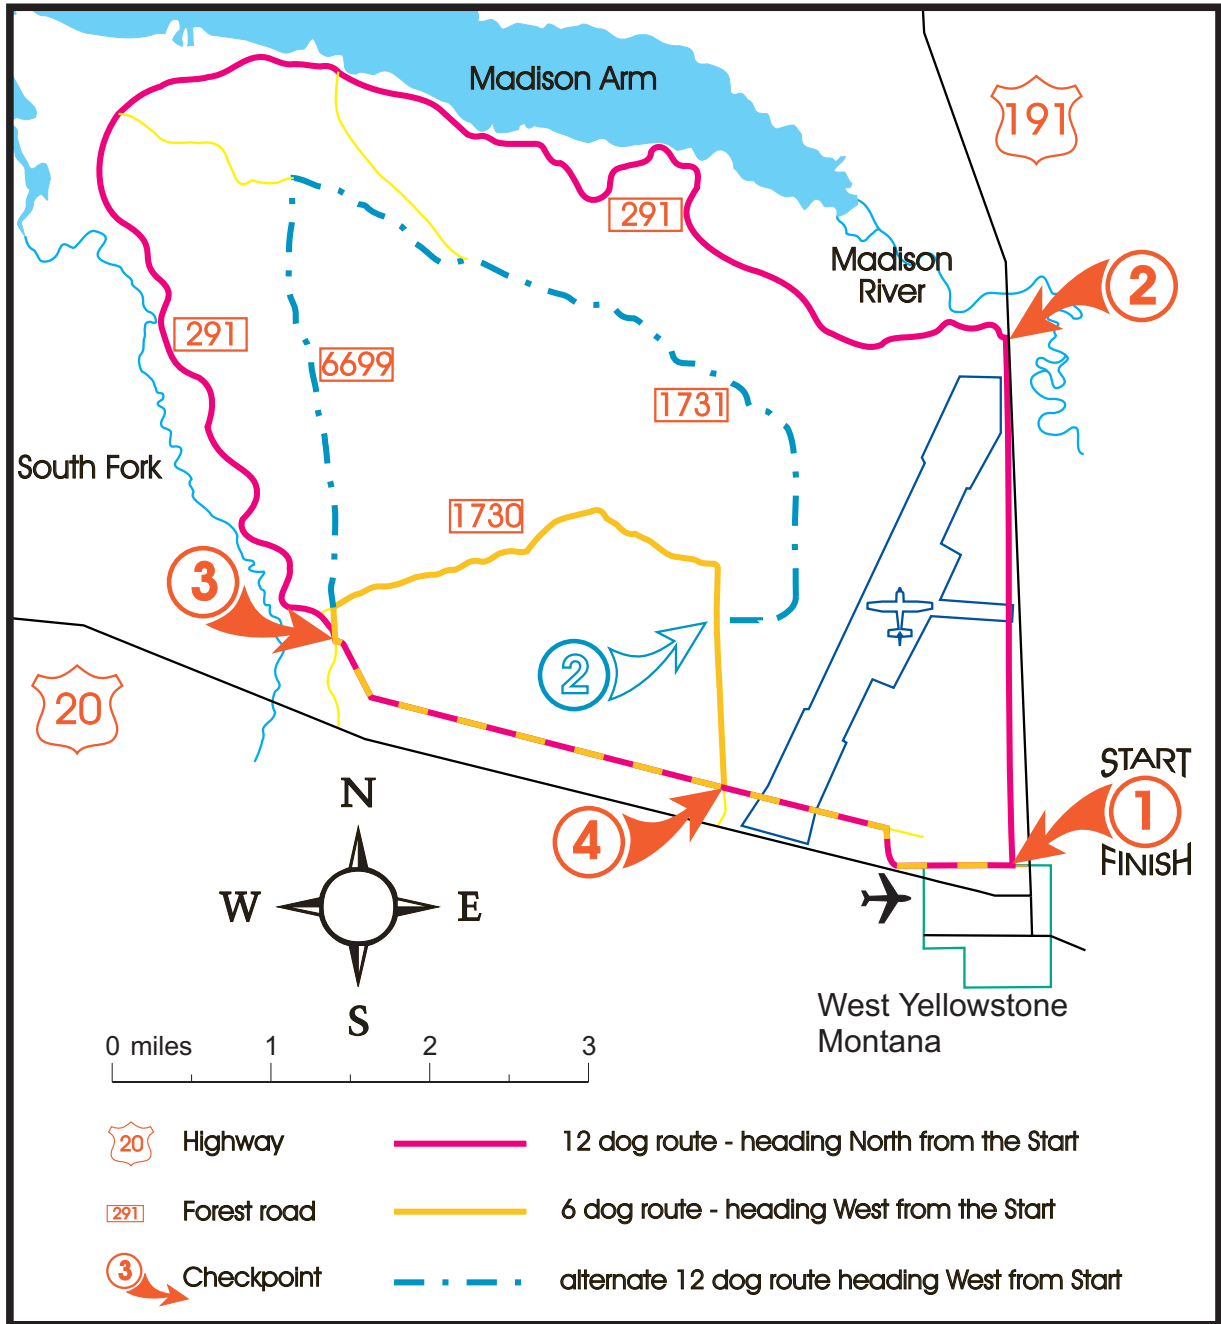 Madison Arm
191
291
Madison
River
2
291
6699
1731
South Fork
1730
3
2
20
START
1
FINISH
4
N
W
E
S
West Yellowstone
Montana
0 miles 1 2 3
20 Highway 12 dog route - heading North from the Start
291 Forest road 6 dog route - heading West from the Start
3 Checkpoint alternate 12 dog route heading West from Start